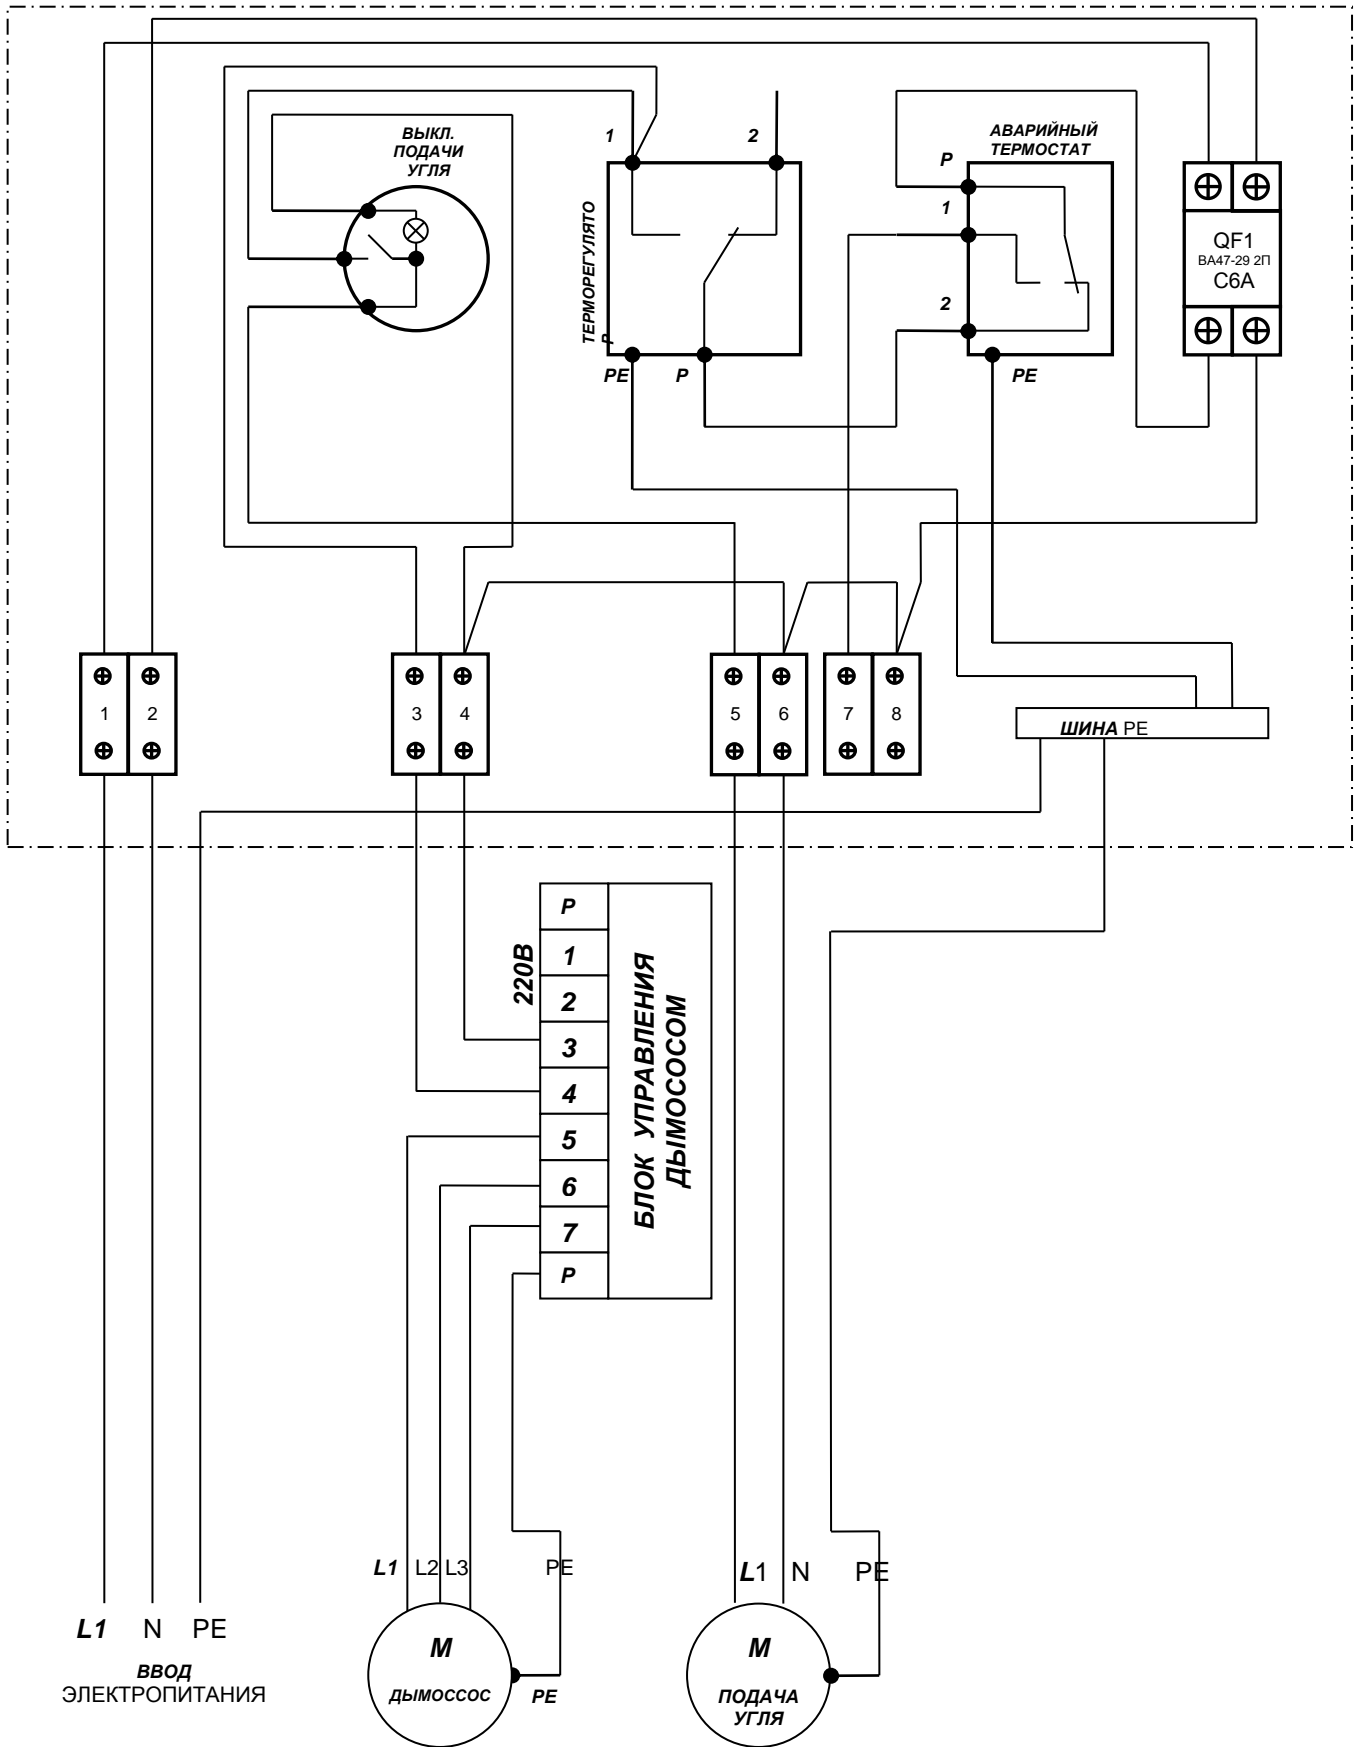 ВЫКЛ.
ПОДАЧИ
УГЛЯ
1
2
ТЕРМОРЕГУЛЯТО
Р
PE
P
АВАРИЙНЫЙ
ТЕРМОСТАТ
P
1
2
PE
QF1
ВА47-29 2П
C6A
1
2
3
4
5
6
7
8
ШИНА PE
220В
P
1
2
3
4
5
6
7
P
БЛОК УПРАВЛЕНИЯ
ДЫМОСОСОМ
L1 L2 L3 PE
L1 N PE
L1 N PE
ВВОД
ЭЛЕКТРОПИТАНИЯ
M
ДЫМОССОС
PE
M
ПОДАЧА
УГЛЯ